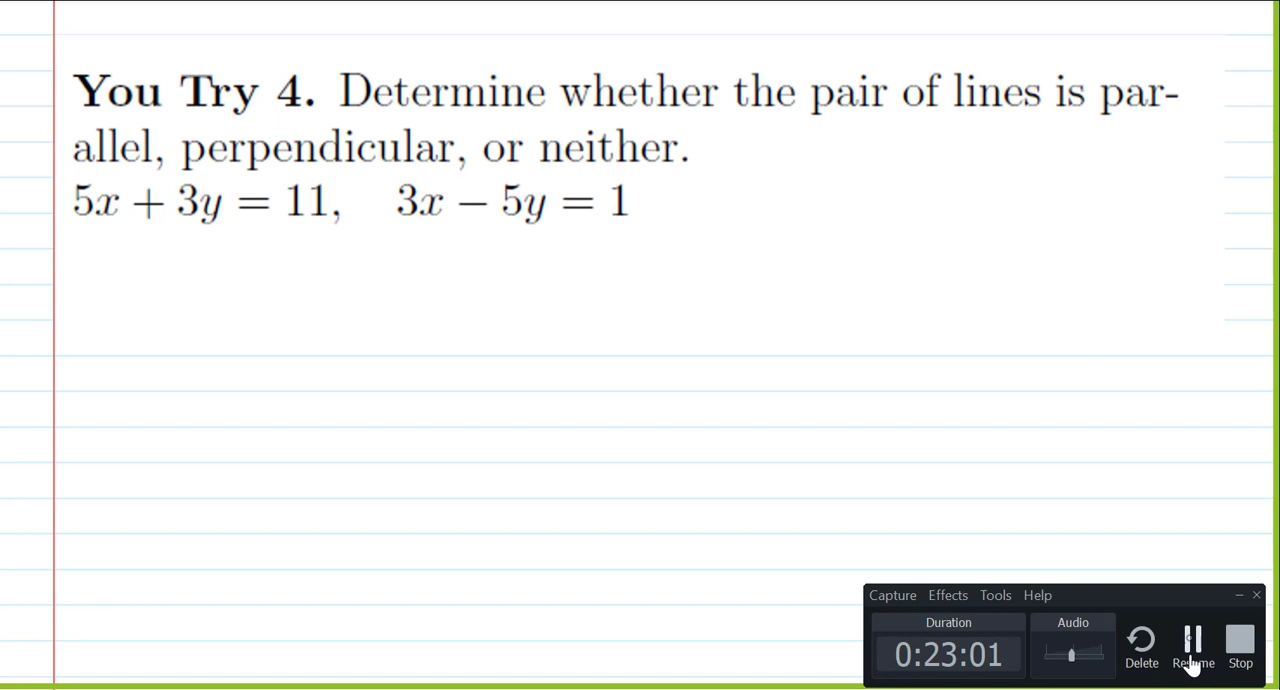 You Try 4. Determine whether the pair of lines is par-
allel, perpendicular, or neither.
5x + 3y = 11, 3x − 5y = 1
Capture Effects Tools Help
Duration Audio
0:23:01
Delete Resume Stop